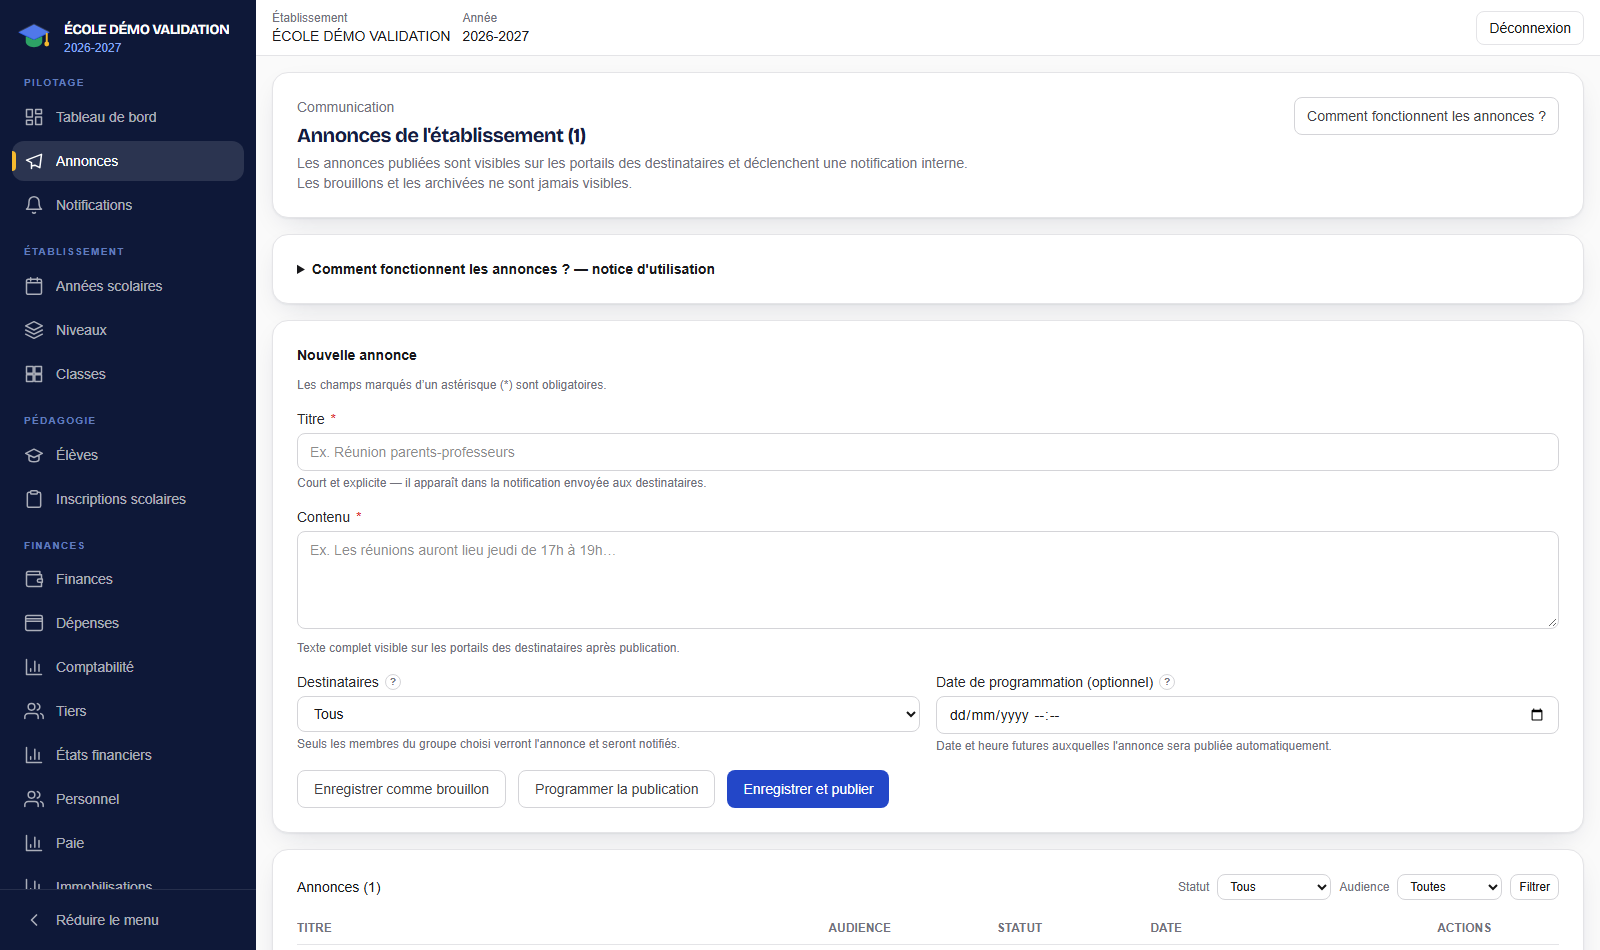 ÉCOLE DÉMO VALIDATION
2026-2027
PILOTAGE
Tableau de bord
Annonces
Notifications
ÉTABLISSEMENT
Années scolaires
Niveaux
Classes
PÉDAGOGIE
Élèves
Inscriptions scolaires
FINANCES
Finances
Dépenses
Comptabilité
Tiers
États financiers
Personnel
Paie
Immobilisations
Réduire le menu
Établissement
ÉCOLE DÉMO VALIDATION
Année
2026-2027
Déconnexion
Communication
Annonces de l'établissement (1)
Les annonces publiées sont visibles sur les portails des destinataires et déclenchent une notification interne.
Les brouillons et les archivées ne sont jamais visibles.
Comment fonctionnent les annonces ?
Comment fonctionnent les annonces ? — notice d'utilisation
Nouvelle annonce
Les champs marqués d’un astérisque (*) sont obligatoires.
Titre *
Ex. Réunion parents-professeurs
Court et explicite — il apparaît dans la notification envoyée aux destinataires.
Contenu *
Ex. Les réunions auront lieu jeudi de 17h à 19h…
Texte complet visible sur les portails des destinataires après publication.
Destinataires ?
Tous
Seuls les membres du groupe choisi verront l'annonce et seront notifiés.
Date de programmation (optionnel) ?
dd/mm/yyyy --:--
Date et heure futures auxquelles l'annonce sera publiée automatiquement.
Enregistrer comme brouillon
Programmer la publication
Enregistrer et publier
Annonces (1)
Statut
Tous
Audience
Toutes
Filtrer
TITRE AUDIENCE STATUT DATE ACTIONS